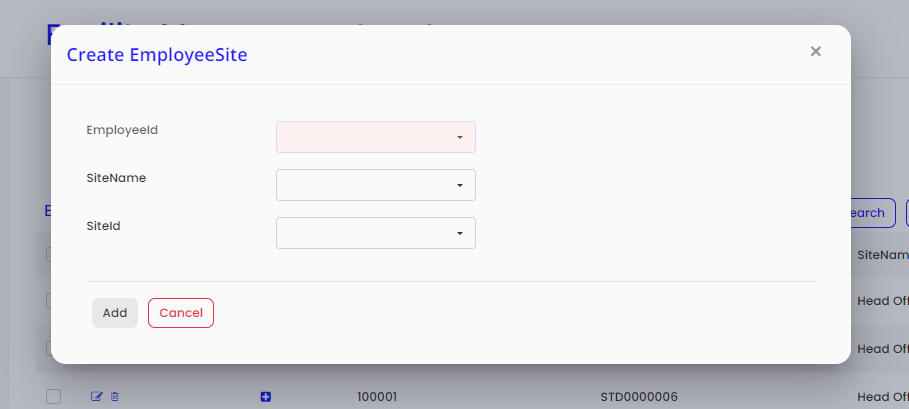 Create EmployeeSite
×
EmployeeId
SiteName
SiteId
Add Cancel
earch
SiteNam
Head Off
Head Off
100001 STD0000006 Head Off